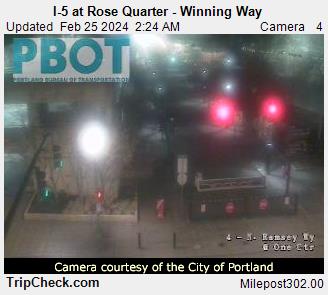 I-5 at Rose Quarter - Winning Way
Updated Feb 25 2024 2:24 AM Camera 4
PBOT
PORTLAND BUREAU OF TRANSPORTATION
4 - N. Ramsey Wy
@ One Ctr
Camera courtesy of the City of Portland
TripCheck.com Milepost302.00